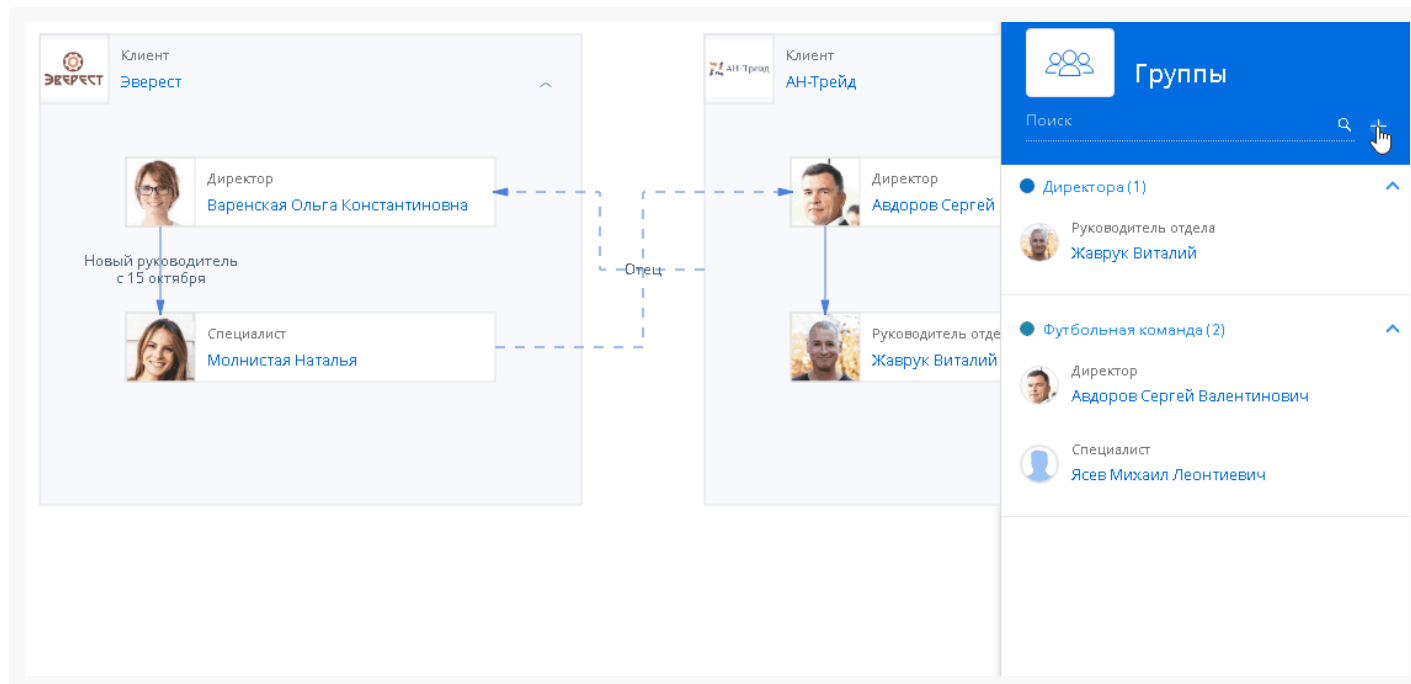 Клиент
ЭВЕРЕСТ
Эверест
Директор
Варенская Ольга Константиновна
Новый руководитель
с 15 октября
Специалист
Молнистая Наталья
Отец
Клиент
АН-Трейд
АН-Трейд
Директор
Авдоров Сергей
Руководитель отде
Жаврук Виталий
Группы
Поиск
Директора (1)
Руководитель отдела
Жаврук Виталий
Футбольная команда (2)
Директор
Авдоров Сергей Валентинович
Специалист
Ясев Михаил Леонтиевич